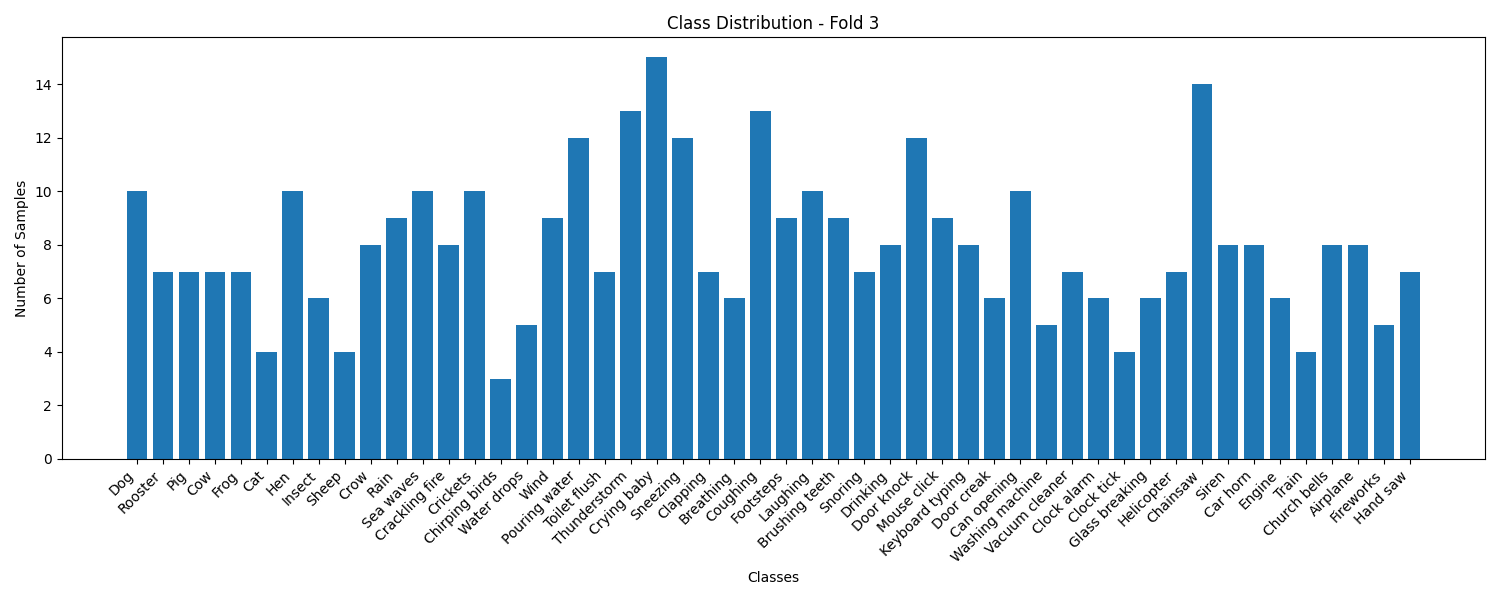 Class Distribution - Fold 3
Number of Samples
14
12
10
8
6
4
2
0
Dog
Rooster
Pig
Cow
Frog
Cat
Hen
Insect
Sheep
Crow
Rain
Sea waves
Crackling fire
Crickets
Chirping birds
Water drops
Wind
Pouring water
Toilet flush
Thunderstorm
Crying baby
Sneezing
Clapping
Breathing
Coughing
Footsteps
Laughing
Brushing teeth
Snoring
Drinking
Door knock
Mouse click
Keyboard typing
Door creak
Can opening
Washing machine
Vacuum cleaner
Clock alarm
Clock tick
Glass breaking
Helicopter
Chainsaw
Siren
Car horn
Engine
Train
Church bells
Airplane
Fireworks
Hand saw
Classes